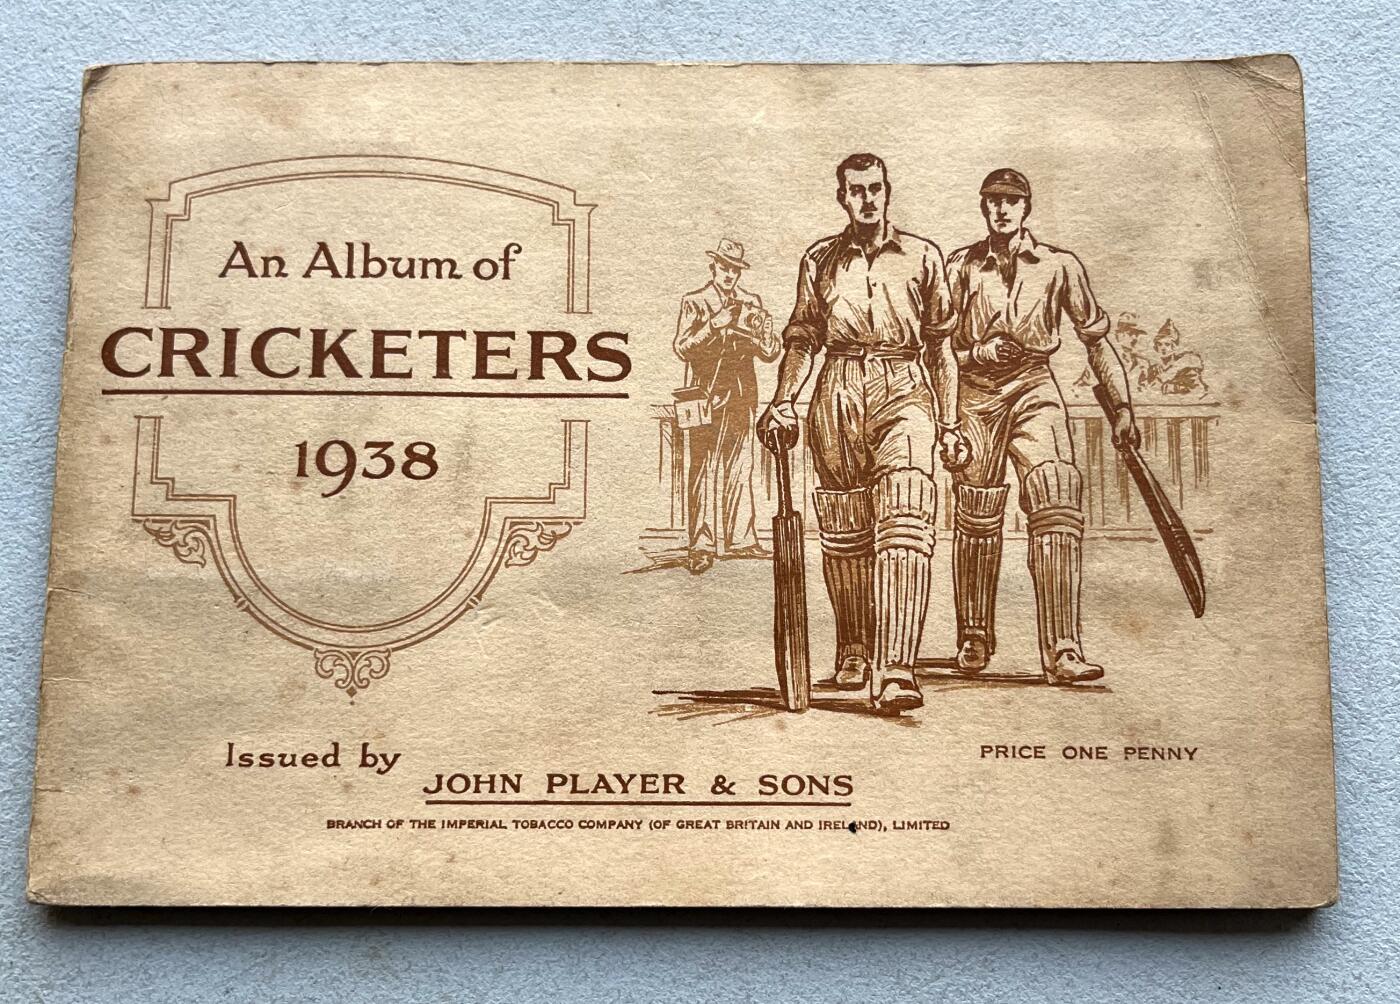 An Album of
CRICKETERS
1938
Issued by
JOHN PLAYER & SONS
BRANCH OF THE IMPERIAL TOBACCO COMPANY (OF GREAT BRITAIN AND IRELAND), LIMITED
PRICE ONE PENNY